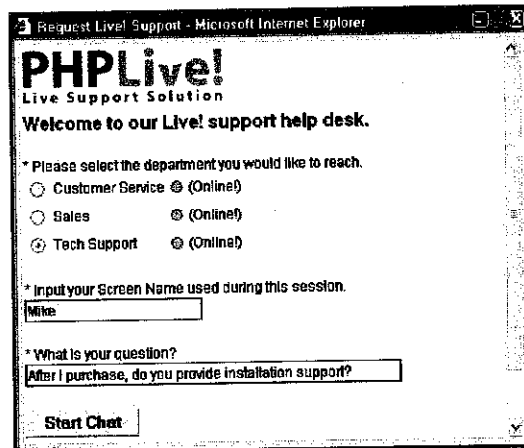 Request Live! Support - Microsoft Internet Explorer
PHPLive!
Live Support Solution
Welcome to our Live! support help desk.
* Please select the department you would like to reach.
Customer Service (Online!)
Sales (Online!)
Tech Support (Online!)
* Input your Screen Name used during this session.
Mike
* What is your question?
After I purchase, do you provide installation support?
Start Chat